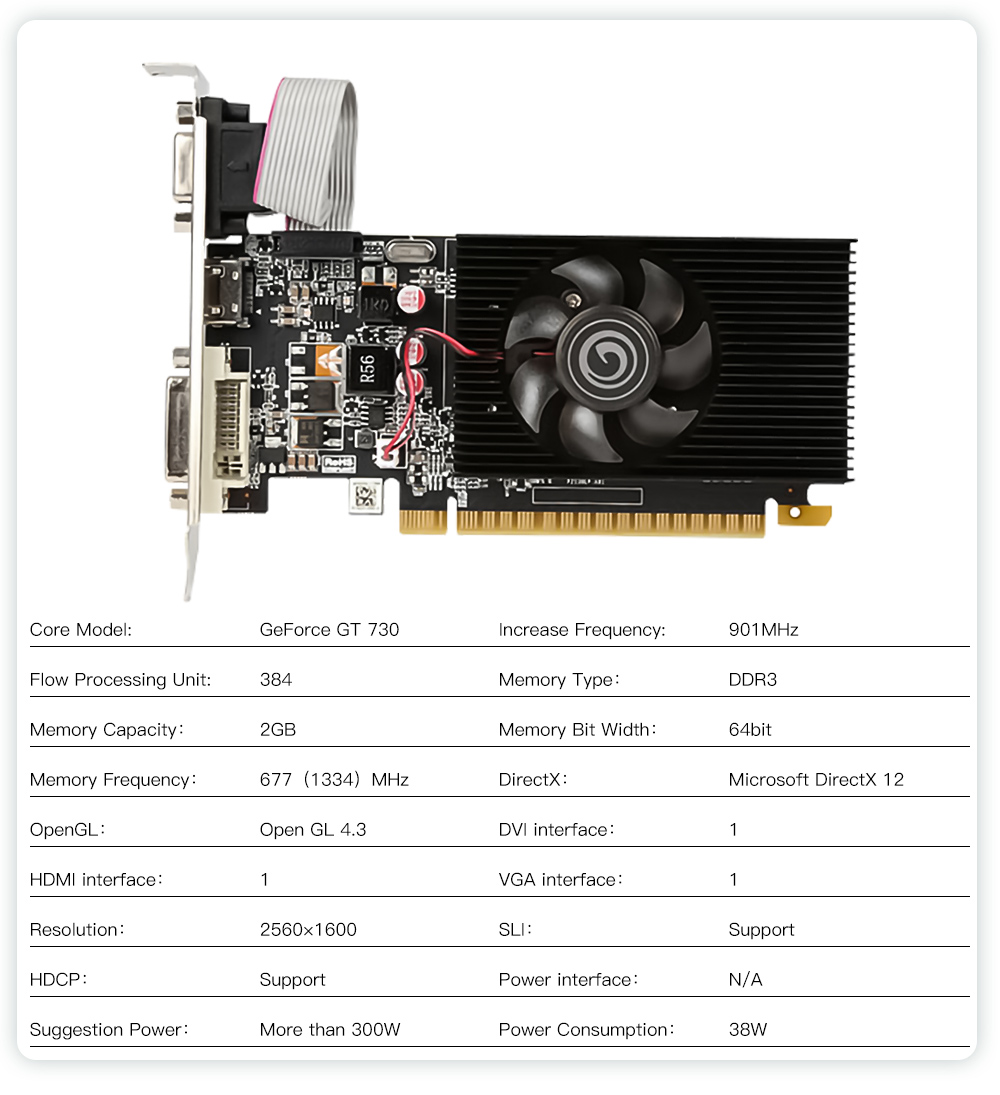 1R0
R56
RoHS
Core Model: GeForce GT 730 Increase Frequency: 901MHz
Flow Processing Unit: 384 Memory Type: DDR3
Memory Capacity: 2GB Memory Bit Width: 64bit
Memory Frequency: 677 (1334) MHz DirectX: Microsoft DirectX 12
OpenGL: Open GL 4.3 DVI interface: 1
HDMI interface: 1 VGA interface: 1
Resolution: 2560×1600 SLI: Support
HDCP: Support Power interface: N/A
Suggestion Power: More than 300W Power Consumption: 38W